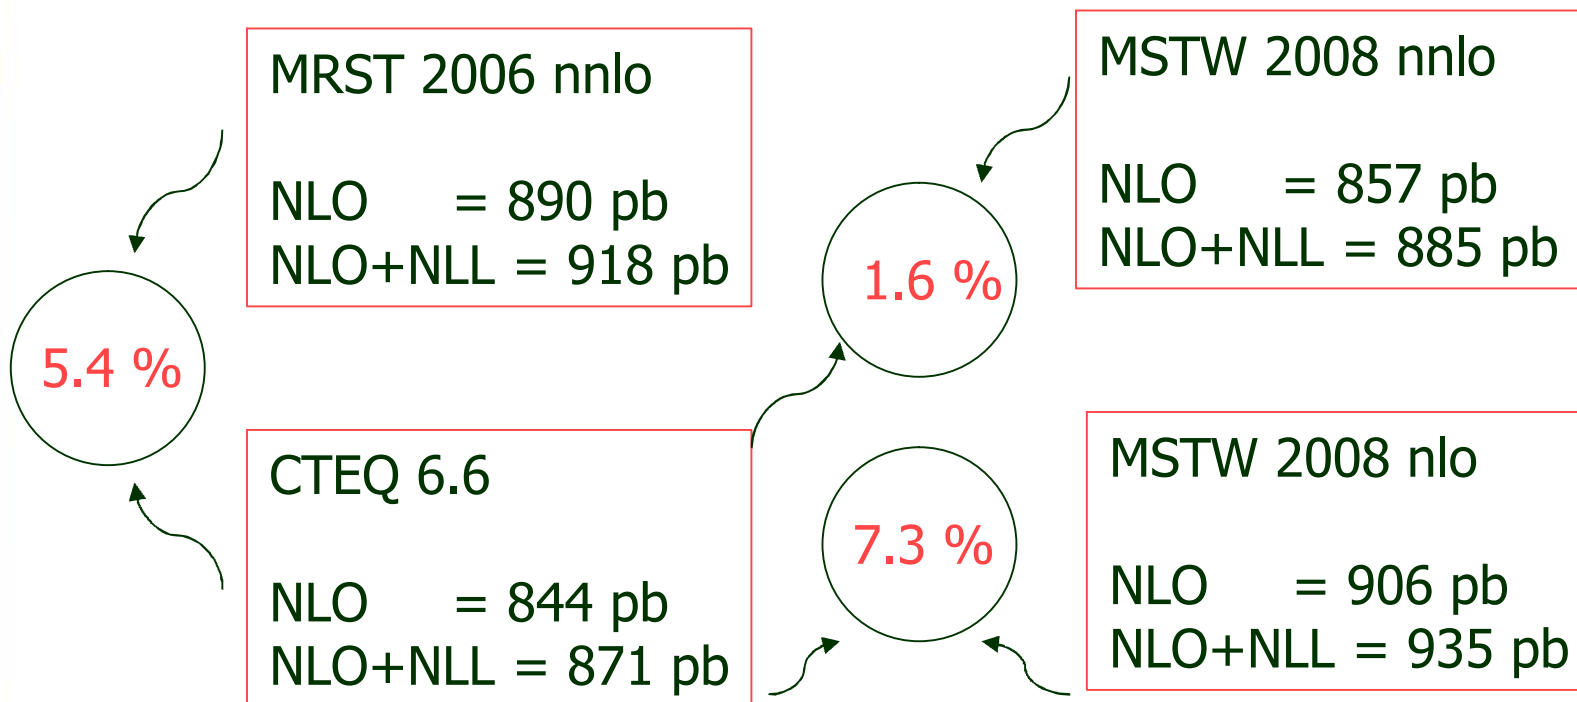 MRST 2006 nnlo
NLO = 890 pb
NLO+NLL = 918 pb
MSTW 2008 nnlo
NLO = 857 pb
NLO+NLL = 885 pb
1.6 %
5.4 %
CTEQ 6.6
NLO = 844 pb
NLO+NLL = 871 pb
7.3 %
MSTW 2008 nlo
NLO = 906 pb
NLO+NLL = 935 pb